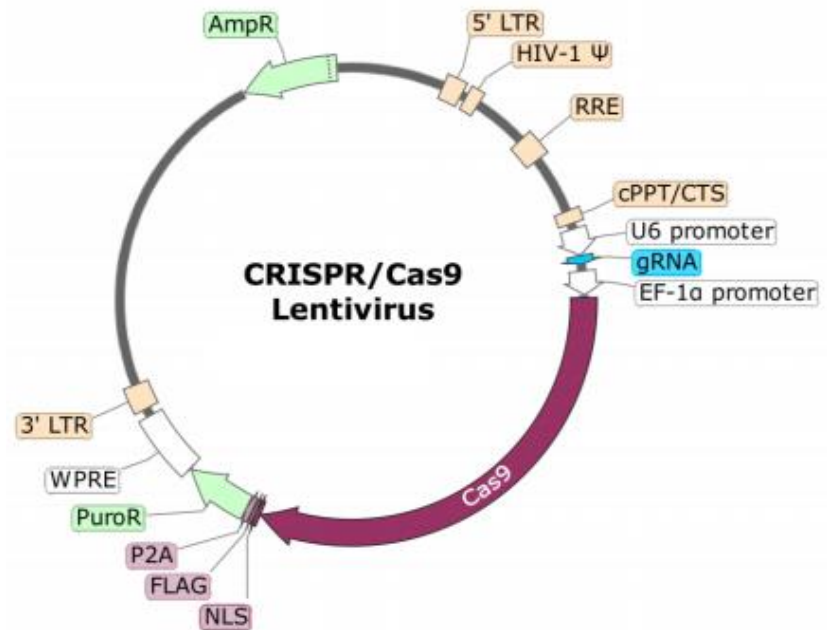 AmpR
5' LTR
HIV-1 Ψ
RRE
cPPT/CTS
U6 promoter
gRNA
EF-1α promoter
CRISPR/Cas9
Lentivirus
Cas9
3' LTR
WPRE
PuroR
P2A
FLAG
NLS